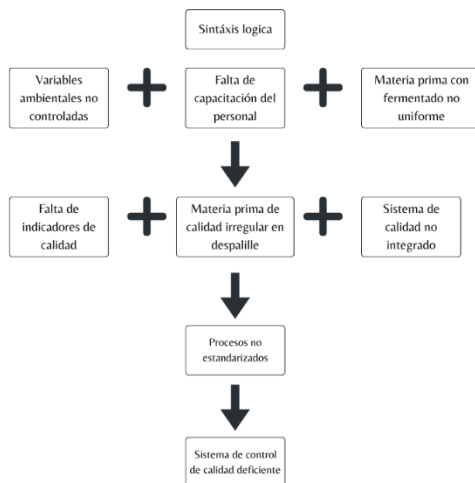 Sintáxis logica
Variables
ambientales no
controladas
Falta de
capacitación del
personal
Materia prima con
fermentado no
uniforme
Falta de
indicadores de
calidad
Materia prima de
calidad irregular en
despalille
Sistema de
calidad no
integrado
Procesos no
estandarizados
Sistema de control
de calidad deficiente